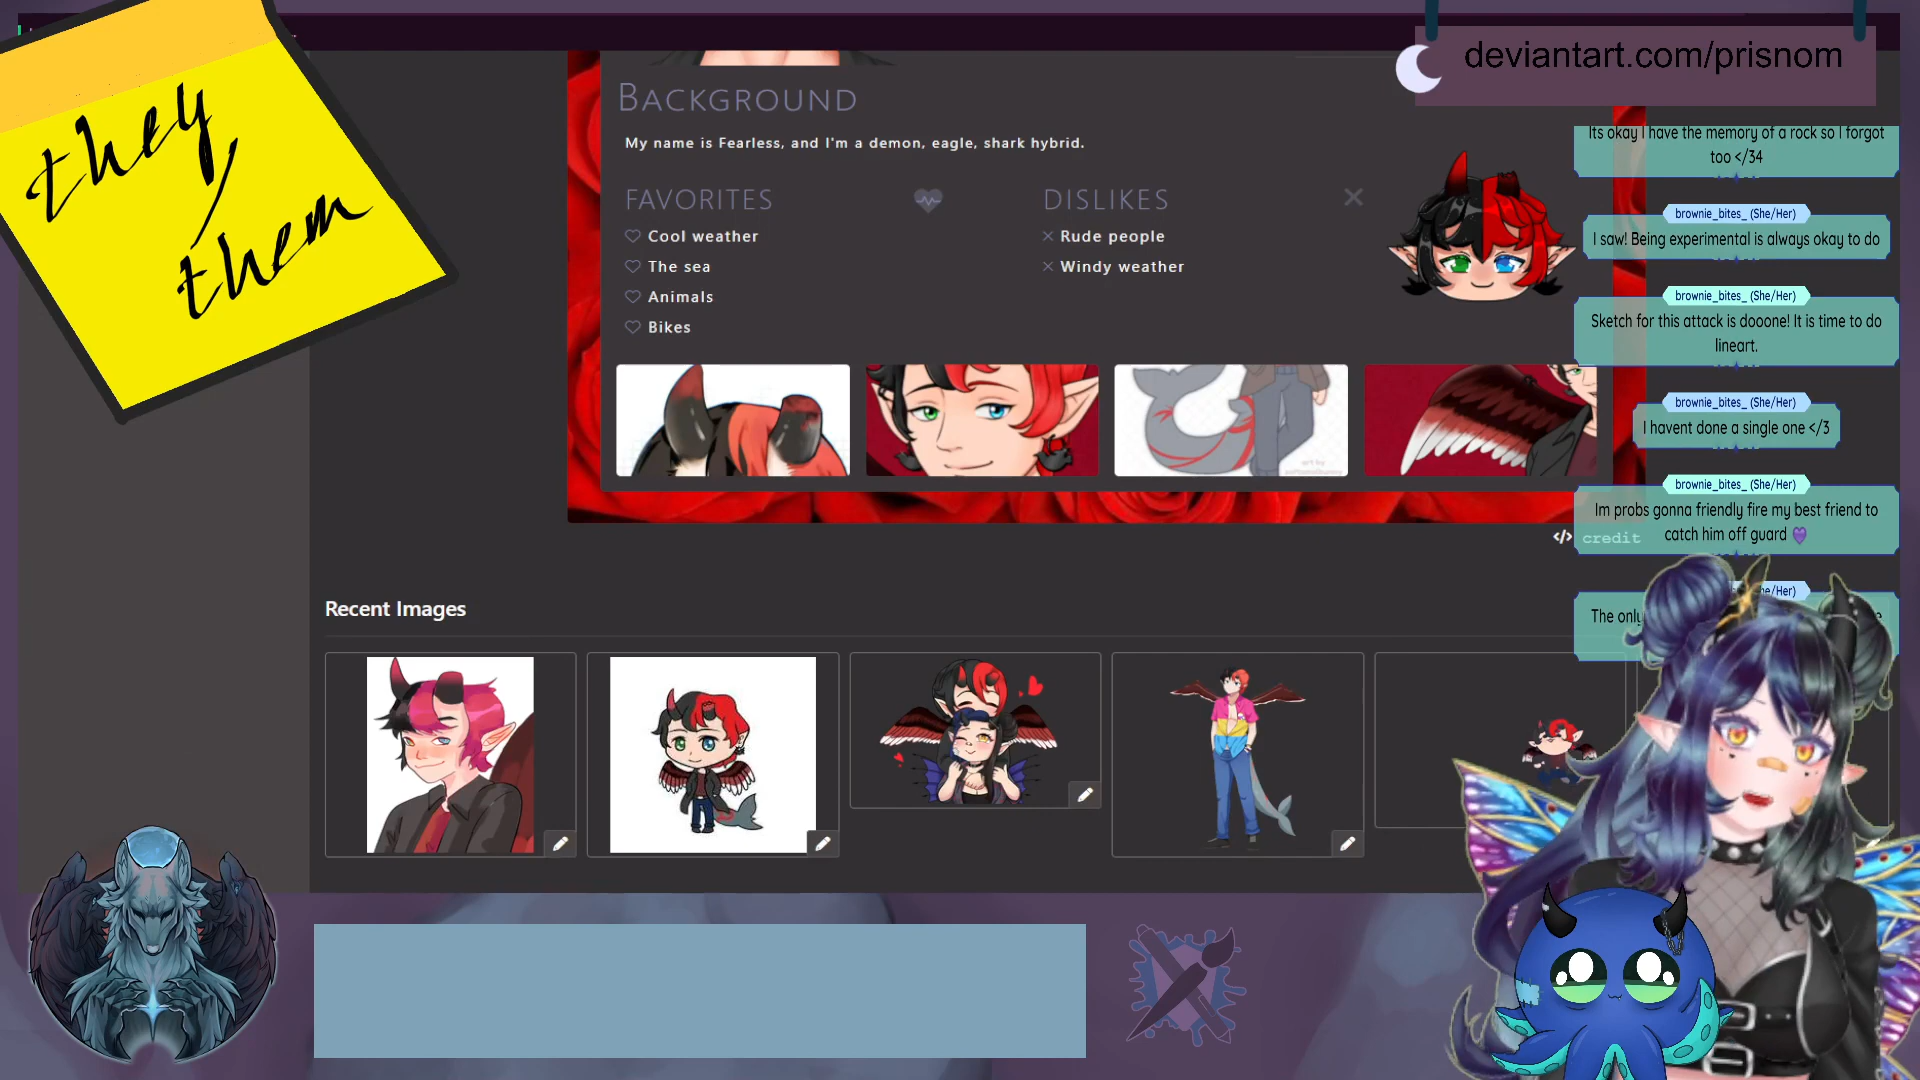 they
/
them
deviantart.com/prisnom
BACKGROUND
My name is Fearless, and I'm a demon, eagle, shark hybrid.
FAVORITES
Cool weather
The sea
Animals
Bikes
DISLIKES
Rude people
Windy weather
art by
</> credit
Recent Images
Its okay I have the memory of a rock so I forgot
too </34
brownie_bites_ (She/Her)
I saw! Being experimental is always okay to do
brownie_bites_ (She/Her)
Sketch for this attack is dooone! It is time to do
lineart.
brownie_bites_ (She/Her)
I havent done a single one </3
brownie_bites_ (She/Her)
Im probs gonna friendly fire my best friend to
catch him off guard 💜
The only